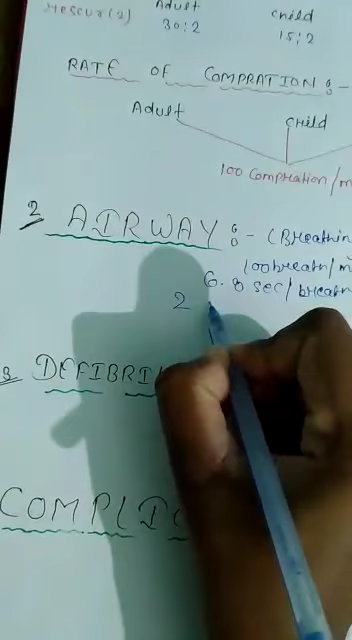 Rescur(2) Adult child
30:2 15:2
RATE OF COMPRATION :-
Adult child
100 Compration/m
2 AIRWAY :- (Breathin
100breath/m
6.8 sec/breath
2
3 DEFIBRI
COMPLI